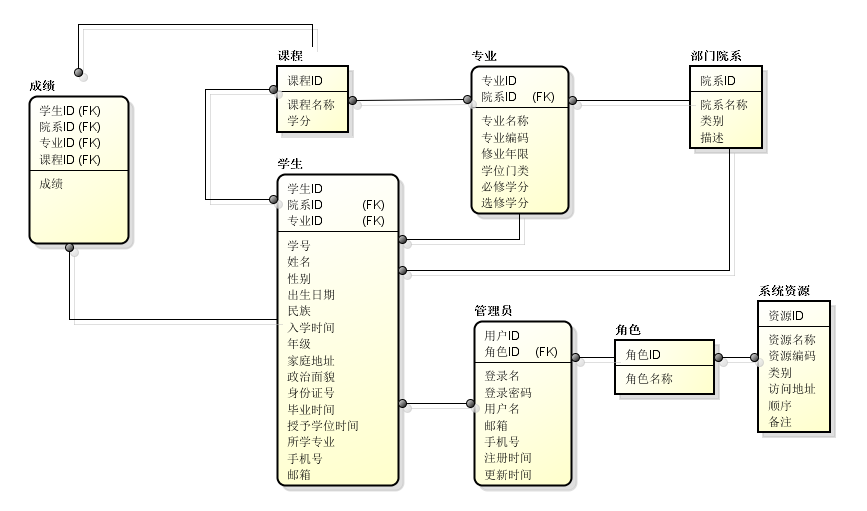 成绩
学生ID (FK)
院系ID (FK)
专业ID (FK)
课程ID (FK)
成绩
课程
课程ID
课程名称
学分
专业
专业ID
院系ID (FK)
专业名称
专业编码
修业年限
学位门类
必修学分
选修学分
部门院系
院系ID
院系名称
类别
描述
学生
学生ID
院系ID (FK)
专业ID (FK)
学号
姓名
性别
出生日期
民族
入学时间
年级
家庭地址
政治面貌
身份证号
毕业时间
授予学位时间
所学专业
手机号
邮箱
管理员
用户ID
角色ID (FK)
登录名
登录密码
用户名
邮箱
手机号
注册时间
更新时间
角色
角色ID
角色名称
系统资源
资源ID
资源名称
资源编码
类别
访问地址
顺序
备注